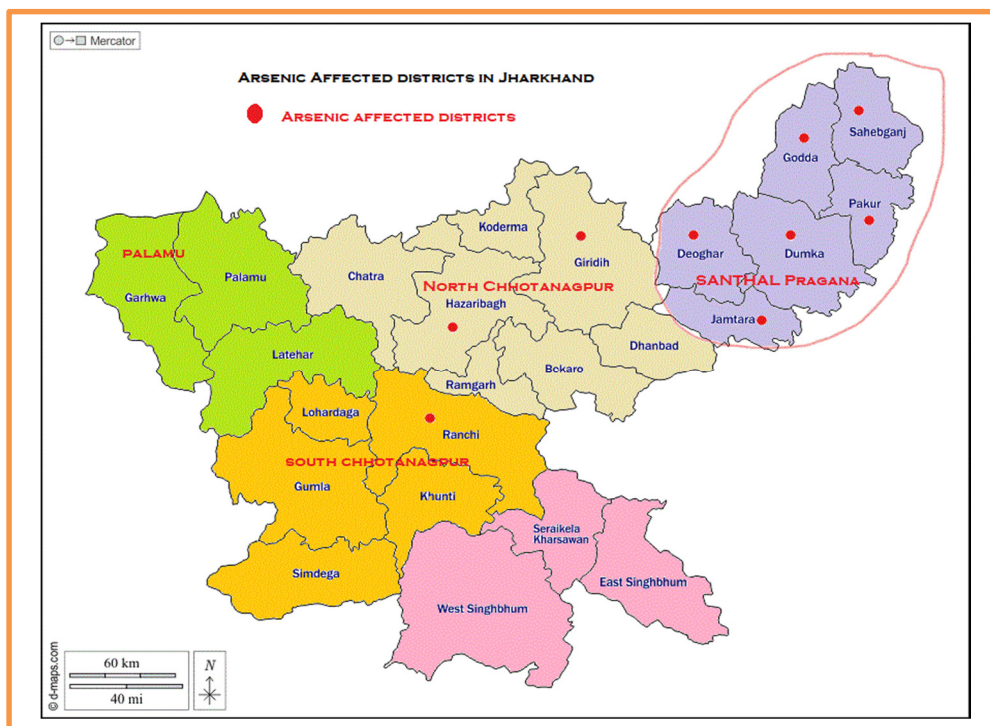 Mercator
ARSENIC AFFECTED DISTRICTS IN JHARKHAND
ARSENIC AFFECTED DISTRICTS
Sahebganj
Godda
Pakur
Koderma
Deoghar
Dumka
PALAMU
Giridih
Palamu
Chatra
SANTHAL PRAGANA
NORTH CHHOTANAGPUR
Garhwa
Hazaribagh
Jamtara
Latehar
Dhanbad
Bokaro
Ramgarh
Lohardaga
Ranchi
SOUTH CHHOTANAGPUR
Gumla
Khunti
Seraikela
Kharsawan
Simdega
East Singhbhum
West Singhbhum
60 km
40 mi
N
© d-maps.com